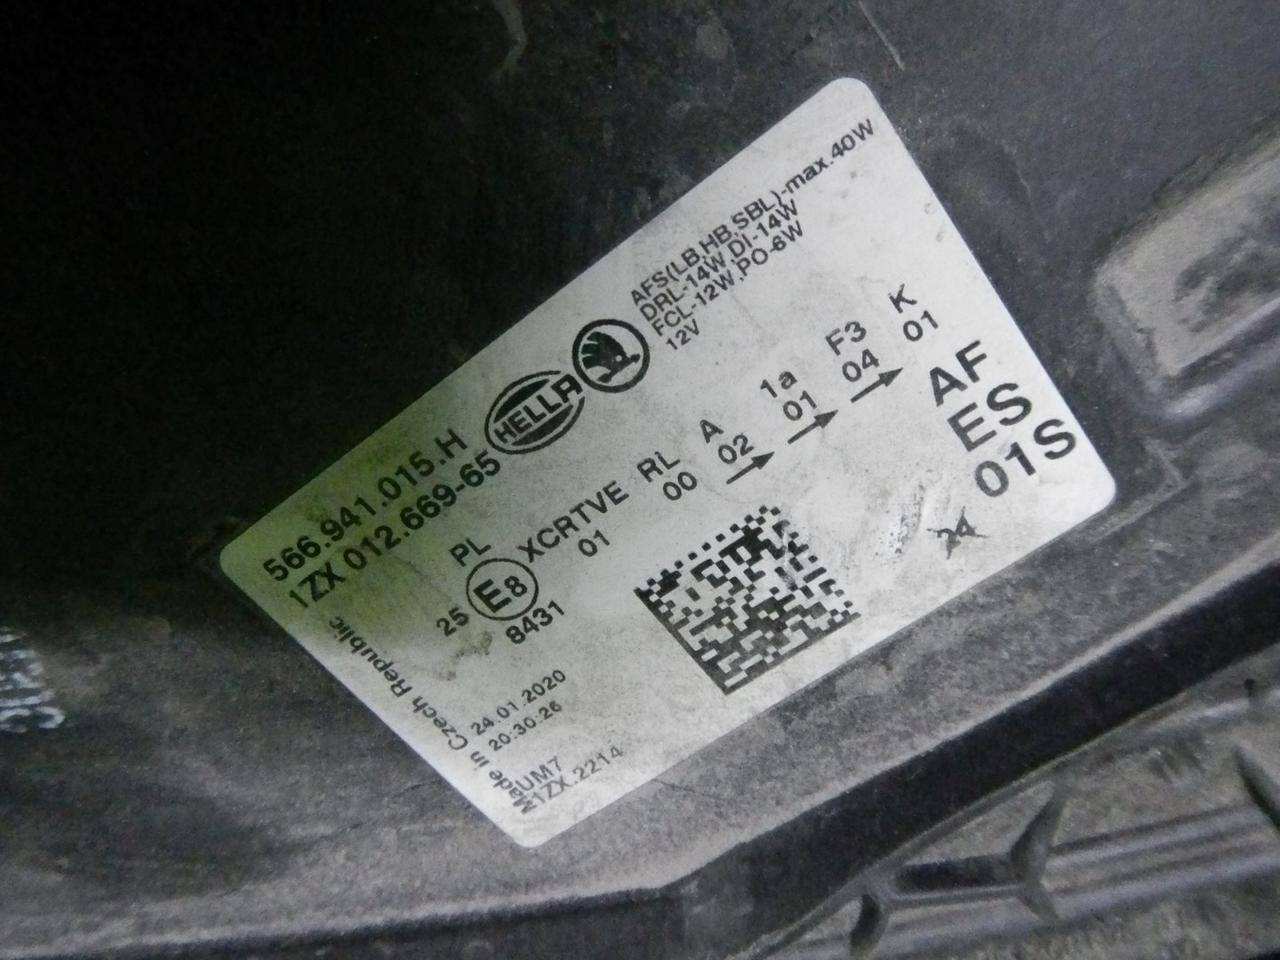 566.941.015.H
1ZX 012.669-65
HELLA
AFS(LB,HB,SBL)-max.40W
DRL-14W,DI-14W
FCL-12W,PO-6W
12V
PL
25 E8 XCRTVE RL A 1a F3 K
01 00 02 01 04 01
8431
AF
ES
01S
24
Made in Czech Republic
24.01.2020
20:30:26
UM7
M1ZX.2214